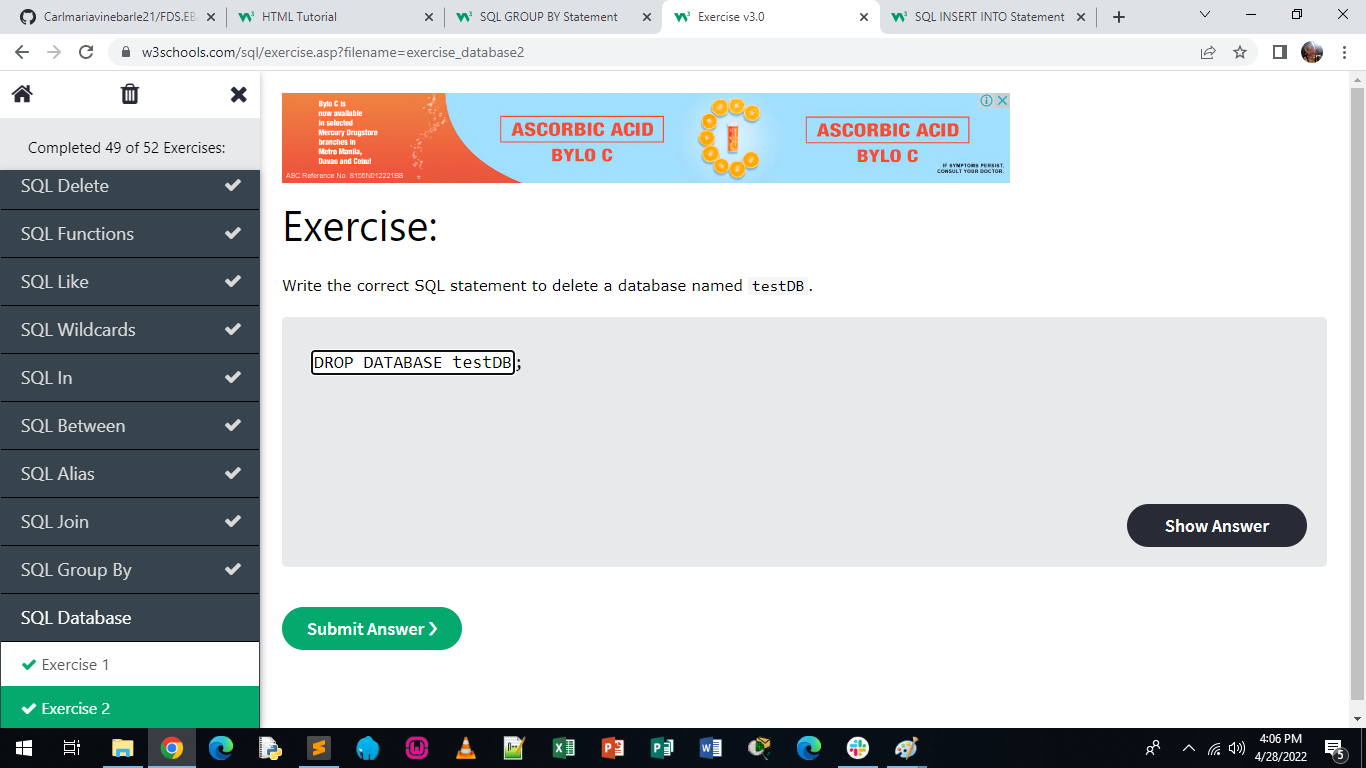 Carlmariavinebarle21/FDS.EB
HTML Tutorial
SQL GROUP BY Statement
Exercise v3.0
SQL INSERT INTO Statement
w3schools.com/sql/exercise.asp?filename=exercise_database2
Completed 49 of 52 Exercises:
SQL Delete
SQL Functions
SQL Like
SQL Wildcards
SQL In
SQL Between
SQL Alias
SQL Join
SQL Group By
SQL Database
Exercise 1
Exercise 2
Bylo C is
now available
in selected
Mercury Drugstore
branches in
Metro Manila,
Davao and Cebu!
ASC Reference No. S155N012221BS
ASCORBIC ACID
BYLO C
ASCORBIC ACID
BYLO C
IF SYMPTOMS PERSIST,
CONSULT YOUR DOCTOR.
Exercise:
Write the correct SQL statement to delete a database named testDB.
DROP DATABASE testDB;
Show Answer
Submit Answer ❯
4:06 PM
4/28/2022
5